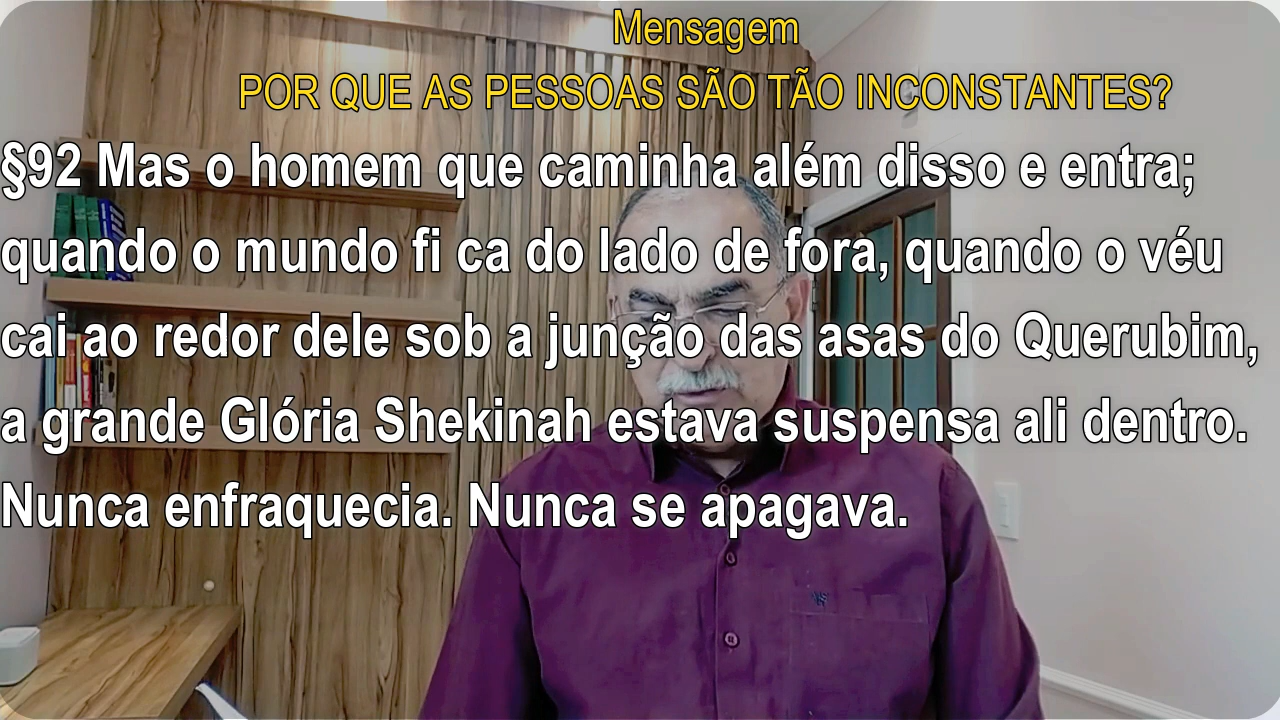 Mensagem
POR QUE AS PESSOAS SÃO TÃO INCONSTANTES?
§92 Mas o homem que caminha além disso e entra;
quando o mundo fi ca do lado de fora, quando o véu
cai ao redor dele sob a junção das asas do Querubim,
a grande Glória Shekinah estava suspensa ali dentro.
Nunca enfraquecia. Nunca se apagava.